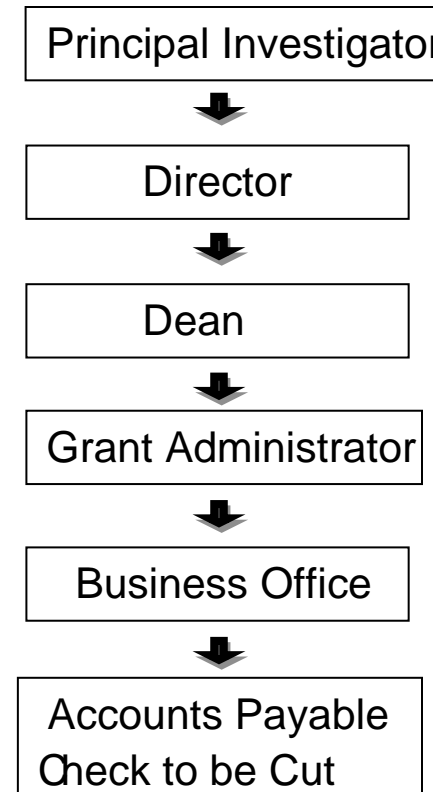 Principal Investigator
Director
Dean
Grant Administrator
Business Office
Accounts Payable
Check to be Cut